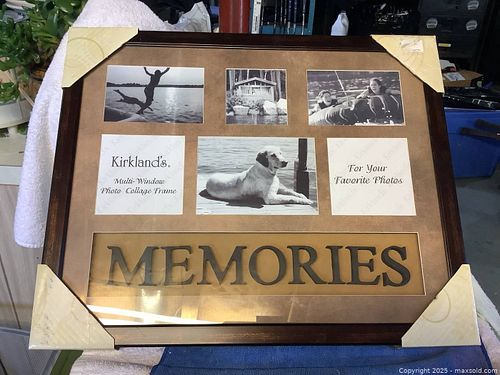 Kirkland's.
Multi-Window
Photo Collage Frame
For Your
Favorite Photos
MEMORIES
Copyright 2025 - maxsold.com